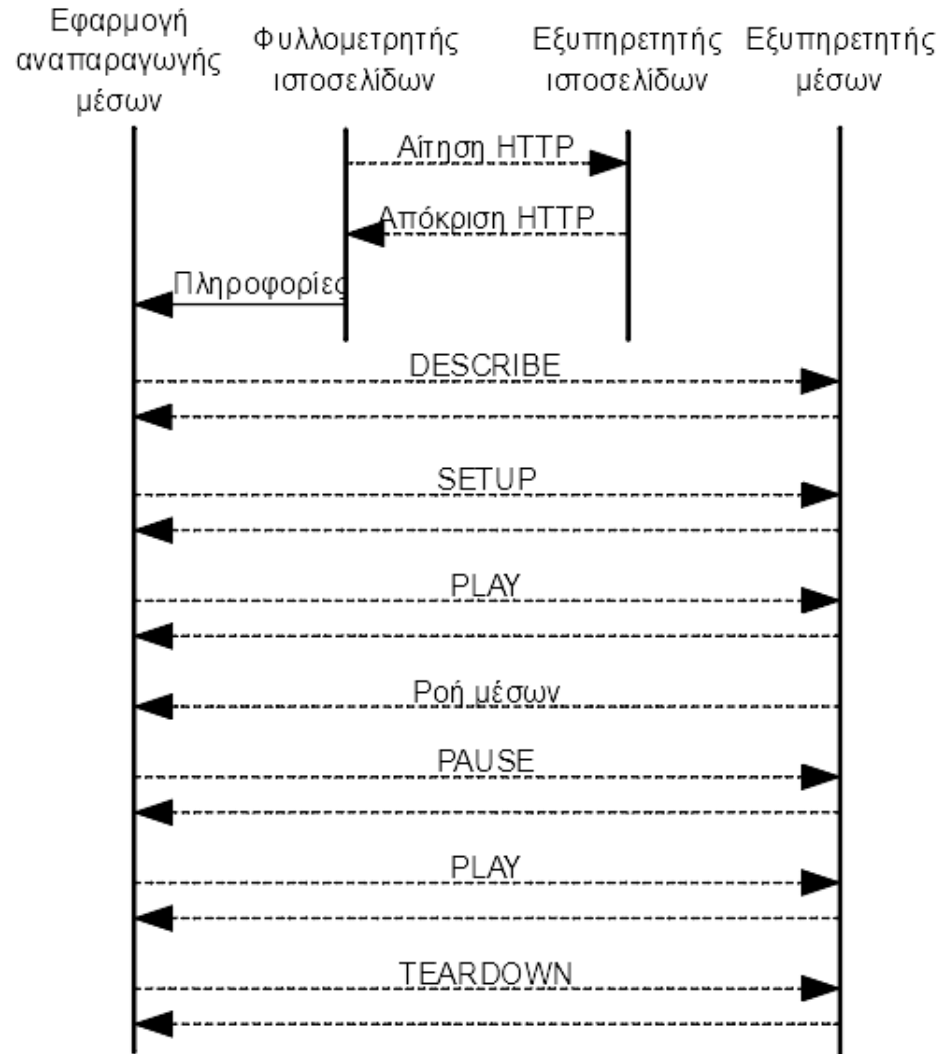 Εφαρμογή
αναπαραγωγής
μέσων
Φυλλομετρητής
ιστοσελίδων
Εξυπηρετητής
ιστοσελίδων
Εξυπηρετητής
μέσων
Αίτηση HTTP
Απόκριση HTTP
Πληροφορίες
DESCRIBE
SETUP
PLAY
Ροή μέσων
PAUSE
PLAY
TEARDOWN